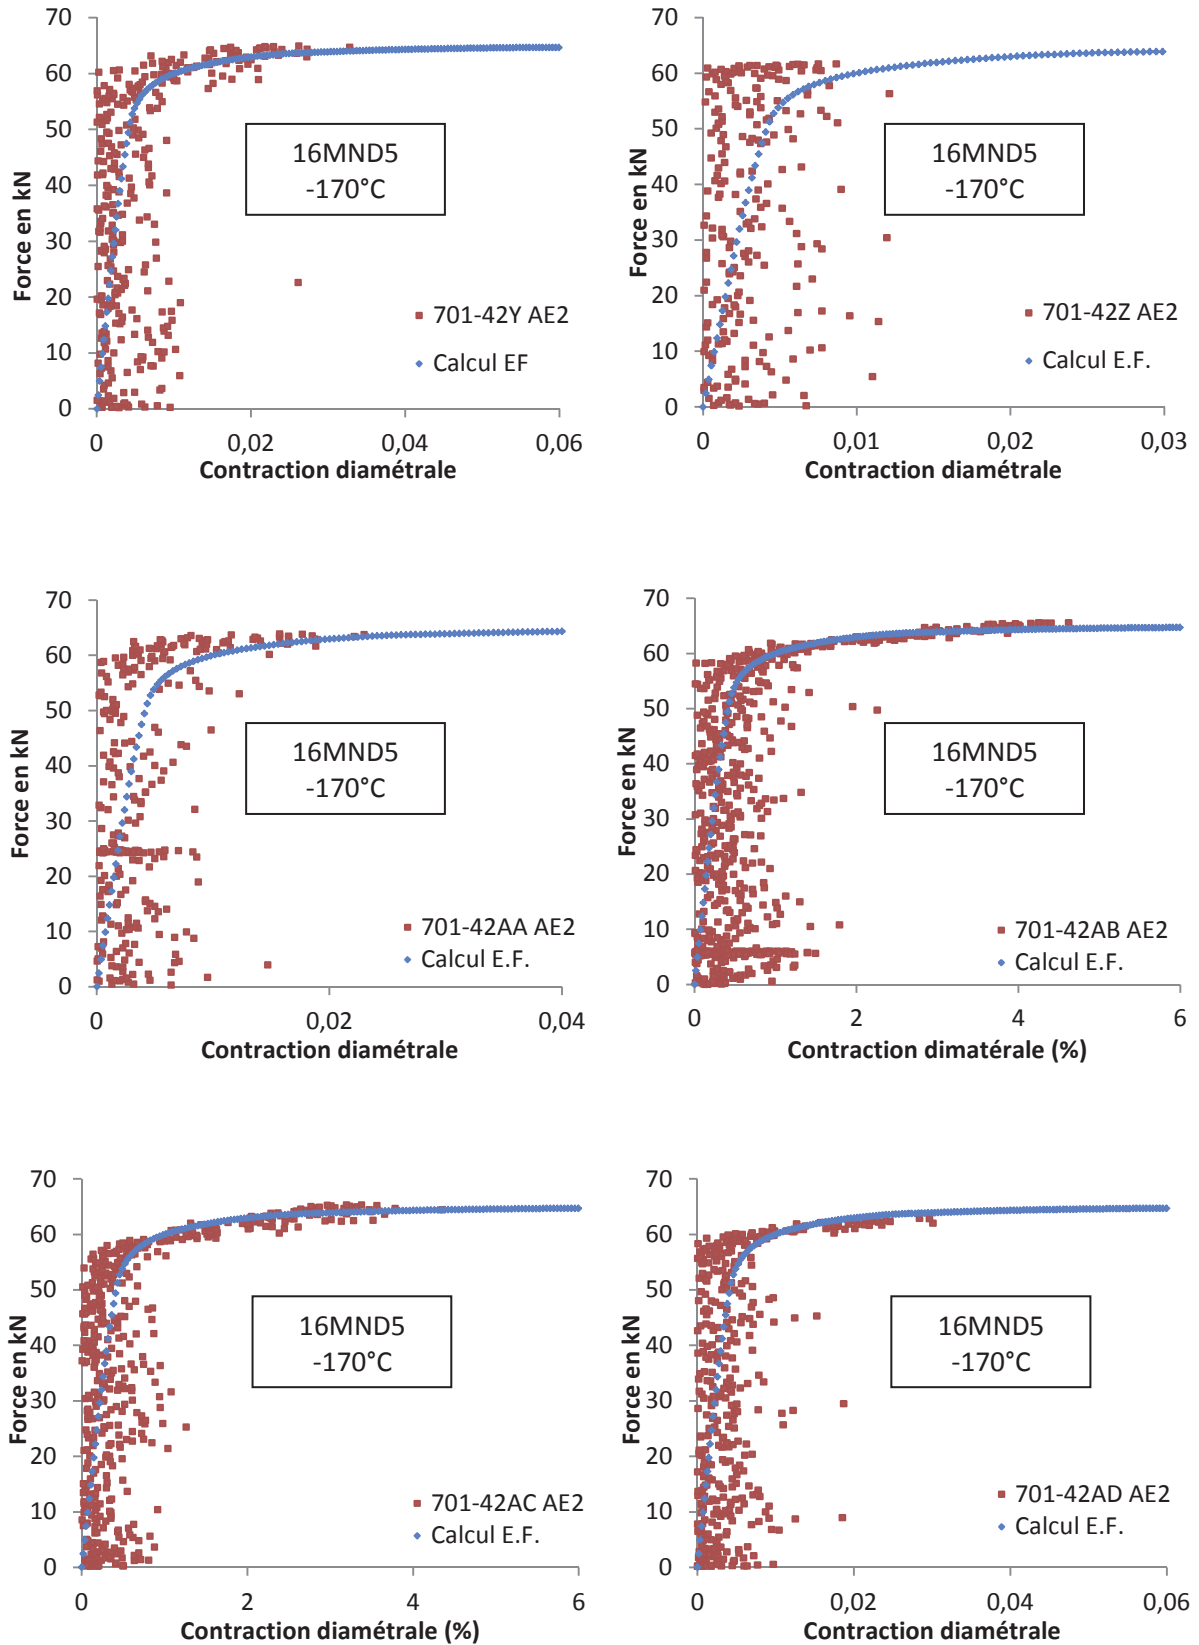 70
60
50
40
30
20
10
0
Force en kN
16MND5
-170°C
701-42Y AE2
Calcul EF
0
0,02
0,04
0,06
Contraction diamétrale
70
60
50
40
30
20
10
0
Force en kN
16MND5
-170°C
701-42Z AE2
Calcul E.F.
0
0,01
0,02
0,03
Contraction diamétrale
70
60
50
40
30
20
10
0
Force en kN
16MND5
-170°C
701-42AA AE2
Calcul E.F.
0
0,02
0,04
Contraction diamétrale
70
60
50
40
30
20
10
0
Force en kN
16MND5
-170°C
701-42AB AE2
Calcul E.F.
0
2
4
6
Contraction dimatérale (%)
70
60
50
40
30
20
10
0
Force en kN
16MND5
-170°C
701-42AC AE2
Calcul E.F.
0
2
4
6
Contraction diamétrale (%)
70
60
50
40
30
20
10
0
Force en kN
16MND5
-170°C
701-42AD AE2
Calcul E.F.
0
0,02
0,04
0,06
Contraction diamétrale